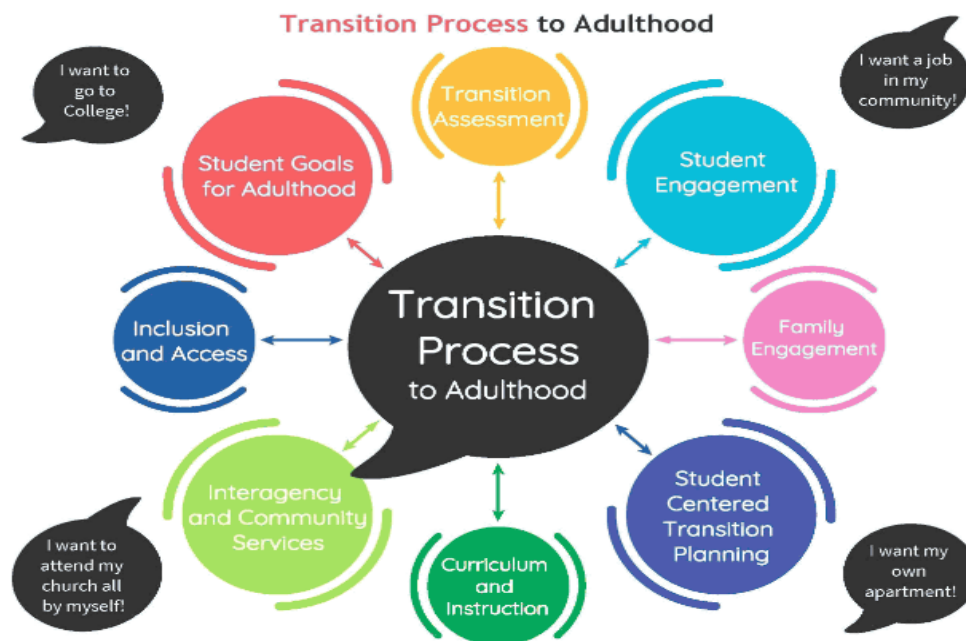 Transition Process to Adulthood
I want to
go to
College!
Transition
Assessment
I want a job
in my
community!
Student Goals
for Adulthood
Student
Engagement
Transition
Process
to Adulthood
Inclusion
and Access
Family
Engagement
Interagency
and Community
Services
Student
Centered
Transition
Planning
I want to
attend my
church all
by myself!
Curriculum
and
Instruction
I want my
own
apartment!